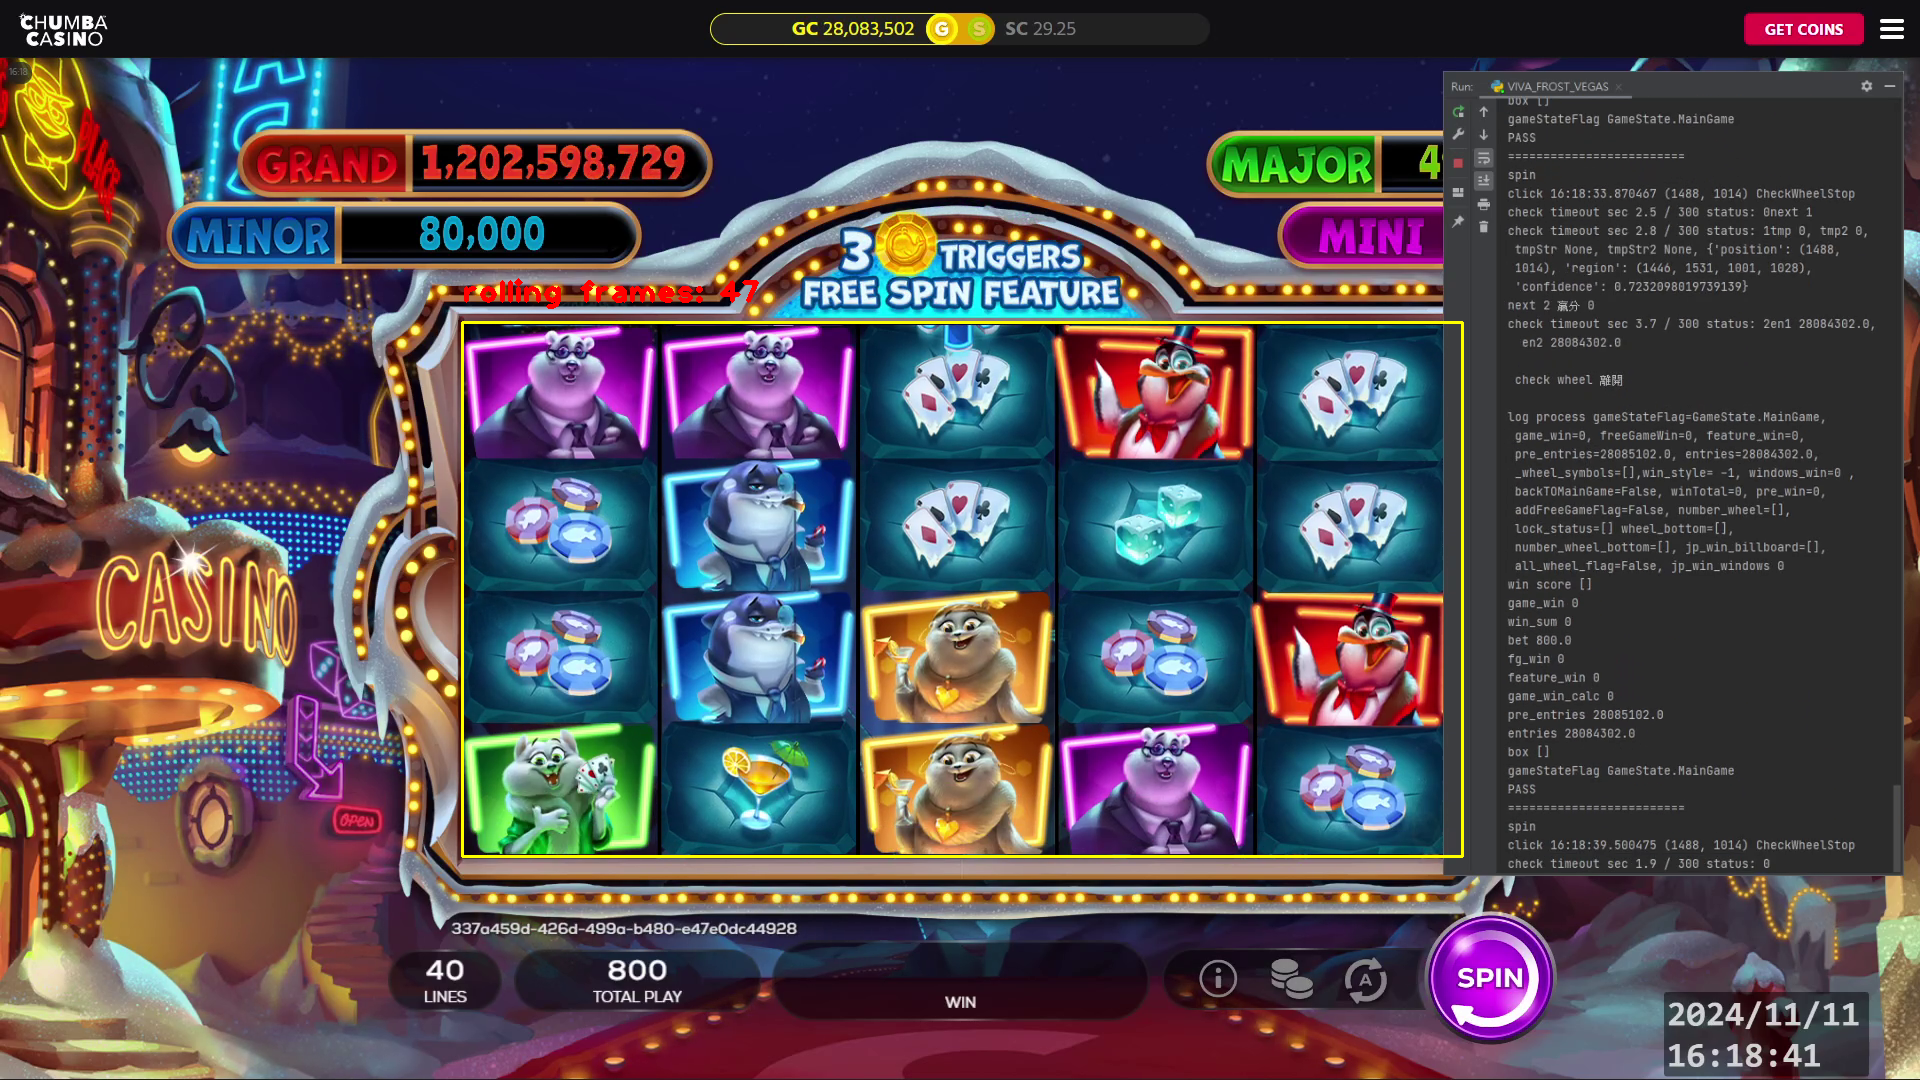 CHUMBA
CASINO
GC 28,083,502
G
S
SC 29.25
GET COINS
16:18
PLACE
GRAND 1,202,598,729
MAJOR 4
MINOR 80,000
MINI
3 TRIGGERS
FREE SPIN FEATURE
rolling frames: 47
CASINO
OPEN
337a459d-426d-499a-b480-e47e0dc44928
40
LINES
800
TOTAL PLAY
WIN
A
SPIN
Run: VIVA_FROST_VEGAS
box []
gameStateFlag GameState.MainGame
PASS
=========================
spin
click 16:18:33.870467 (1488, 1014) CheckWheelStop
check timeout sec 2.5 / 300 status: 0next 1
check timeout sec 2.8 / 300 status: 1tmp 0, tmp2 0,
tmpStr None, tmpStr2 None, {'position': (1488,
1014), 'region': (1446, 1531, 1001, 1028),
'confidence': 0.7232098019739139}
next 2 贏分 0
check timeout sec 3.7 / 300 status: 2en1 28084302.0,
en2 28084302.0
check wheel 離開
log process gameStateFlag=GameState.MainGame,
game_win=0, freeGameWin=0, feature_win=0,
pre_entries=28085102.0, entries=28084302.0,
_wheel_symbols=[],win_style= -1, windows_win=0 ,
backTOMainGame=False, winTotal=0, pre_win=0,
addFreeGameFlag=False, number_wheel=[],
lock_status=[] wheel_bottom=[],
number_wheel_bottom=[], jp_win_billboard=[],
all_wheel_flag=False, jp_win_windows 0
win score []
game_win 0
win_sum 0
bet 800.0
fg_win 0
feature_win 0
game_win_calc 0
pre_entries 28085102.0
entries 28084302.0
box []
gameStateFlag GameState.MainGame
PASS
=========================
spin
click 16:18:39.500475 (1488, 1014) CheckWheelStop
check timeout sec 1.9 / 300 status: 0
2024/11/11
16:18:41